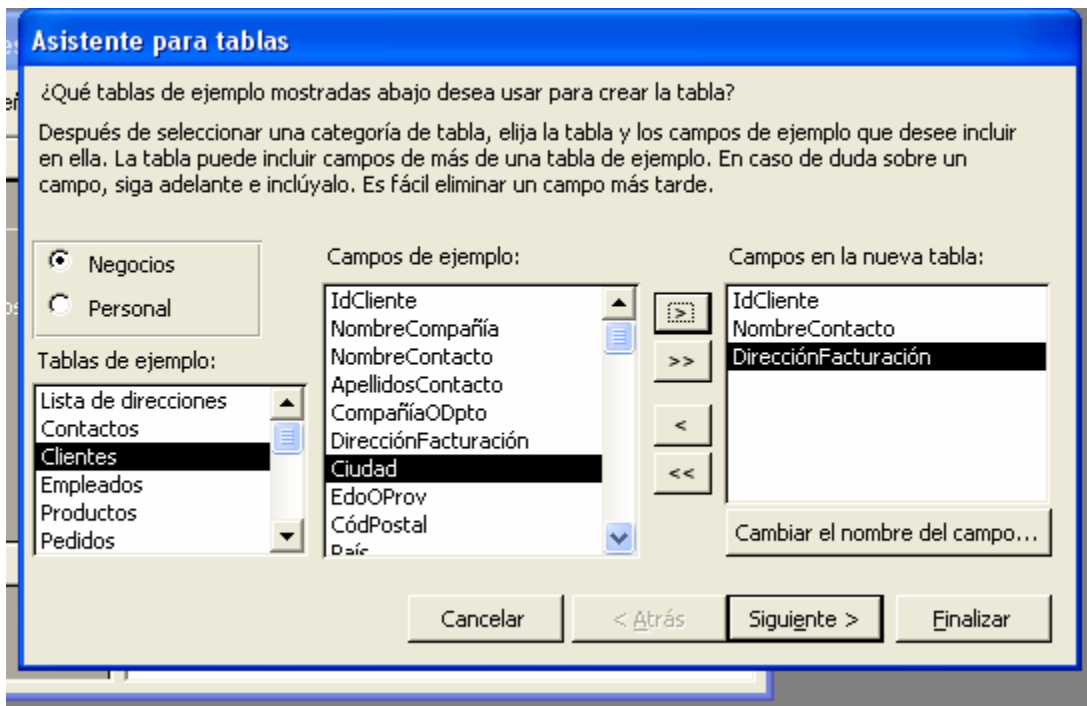 Asistente para tablas
¿Qué tablas de ejemplo mostradas abajo desea usar para crear la tabla?
Después de seleccionar una categoría de tabla, elija la tabla y los campos de ejemplo que desee incluir
en ella. La tabla puede incluir campos de más de una tabla de ejemplo. En caso de duda sobre un
campo, siga adelante e inclúyalo. Es fácil eliminar un campo más tarde.
Negocios
Personal
Tablas de ejemplo:
Lista de direcciones
Contactos
Clientes
Empleados
Productos
Pedidos
Campos de ejemplo:
IdCliente
NombreCompañía
NombreContacto
ApellidosContacto
CompañíaODpto
DirecciónFacturación
Ciudad
EdoOProv
CódPostal
País
>
>>
<
<<
Campos en la nueva tabla:
IdCliente
NombreContacto
DirecciónFacturación
Cambiar el nombre del campo...
Cancelar
< Atrás
Siguiente >
Finalizar